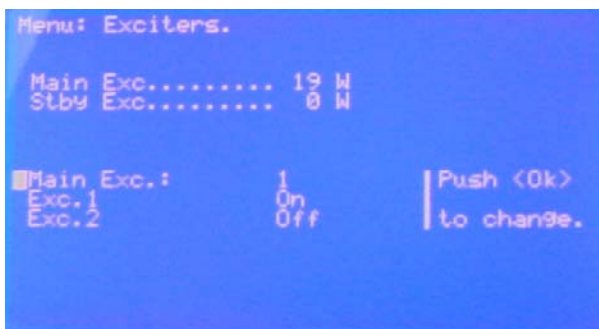 Menu: Exciters.
Main Exc......... 19 W
Stby Exc......... 0 W
Main Exc.: 1
Exc.1 On
Exc.2 Off
Push <Ok>
to change.